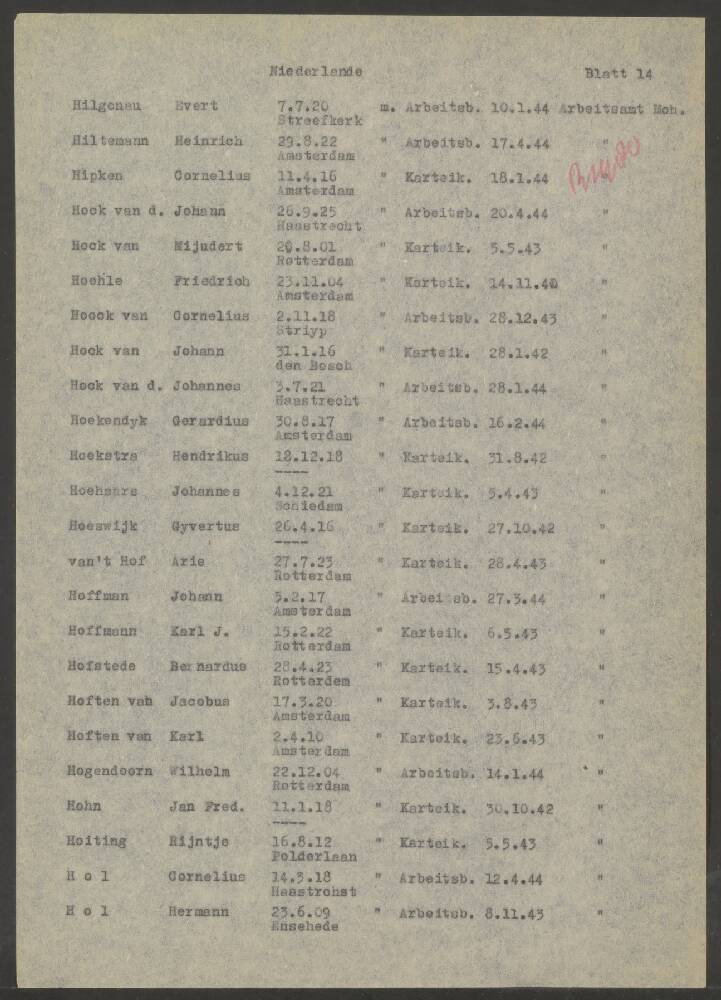 Niederlande Blatt 14
Hilgenau Evert 7.7.20 m. Arbeitsb. 10.1.44 Arbeitsamt Moh.
Streefkerk
Hiltemann Heinrich 29.8.22 " Arbeitsb. 17.4.44 "
Amsterdam
Hipken Cornelius 11.4.16 " Karteik. 18.1.44 "
Amsterdam
Hock van d. Johann 26.9.25 " Arbeitsb. 20.4.44 "
Haastrecht
Hock van Mijudert 20.8.01 " Karteik. 5.5.43 "
Rotterdam
Hoehle Friedrich 23.11.04 " Karteik. 14.11.40 "
Amsterdam
Hoock van Cornelius 2.11.18 " Arbeitsb. 28.12.43 "
Striyp
Hock van Johann 31.1.16 " Karteik. 28.1.42 "
den Bosch
Hock van d. Johannes 3.7.21 " Arbeitsb. 28.1.44 "
Haastrecht
Hoekendyk Gerardius 30.8.17 " Arbeitsb. 16.2.44 "
Amsterdam
Hoekstra Hendrikus 18.12.18 " Karteik. 31.8.42 "
----
Johannes 4.12.21 " Karteik. 5.4.43 "
Schiedam
Hoeswijk Gyvertus 26.4.16 " Karteik. 27.10.42 "
----
van't Hof Arie 27.7.23 " Karteik. 28.4.43 "
Rotterdam
Hoffman Johann 5.2.17 " Arbei sb. 27.3.44 "
Amsterdam
Hoffmann Karl J. 15.2.22 " Karteik. 6.5.43 "
Rotterdam
Hofstede Bernardus 28.4.23 " Karteik. 15.4.43 "
Rotterdem
Hoften van Jacobus 17.3.20 " Karteik. 3.8.43 "
Amsterdam
Hoften van Karl 2.4.10 " Karteik. 23.6.43 "
Amsterdam
Hogendoorn Wilhelm 22.12.04 " Arbeitsb. 14.1.44 "
Rotterdam
Hohn Jan Fred. 11.1.18 " Karteik. 30.10.42 "
----
Hoiting Rijntje 16.8.12 " Karteik. 5.5.43 "
Polderlaan
H o l Cornelius 14.3.18 " Arbeitsb. 12.4.44 "
Haastrohst
H o l Hermann 23.6.09 " Arbeitsb. 8.11.43 "
Ensehede